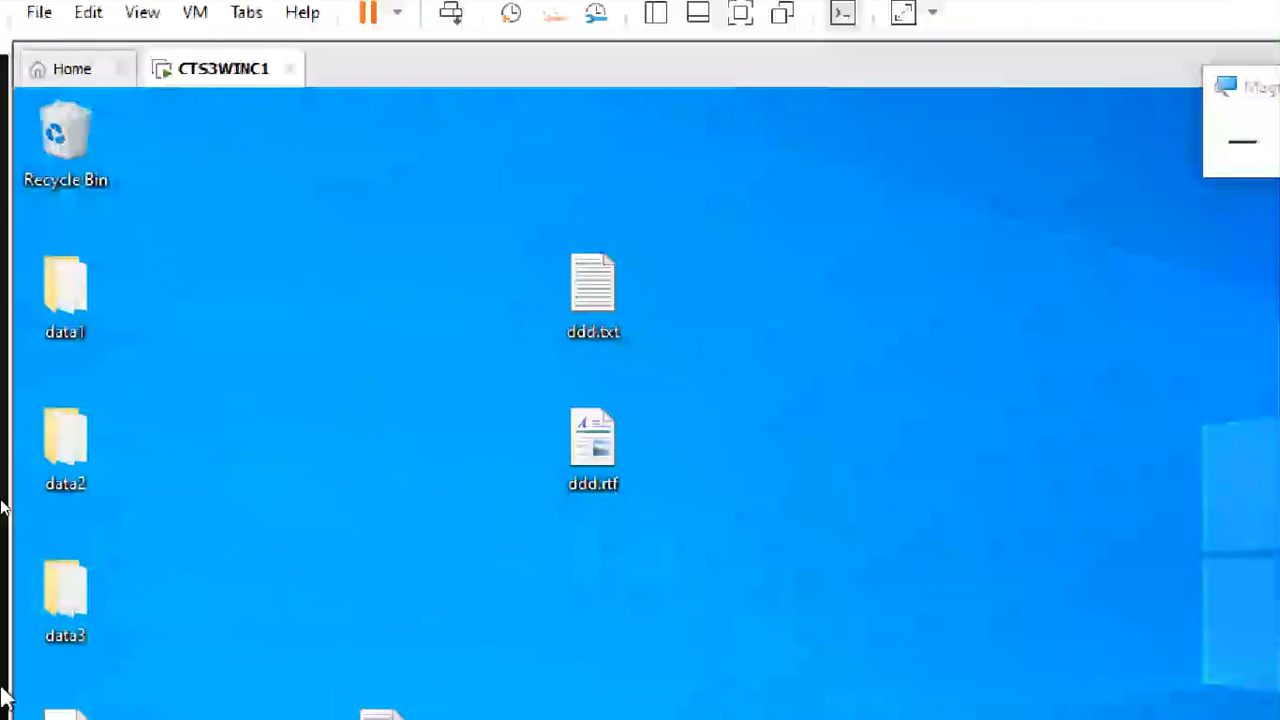 File Edit View VM Tabs Help
Home CTS3WINC1
Recycle Bin
data1
ddd.txt
data2
ddd.rtf
data3